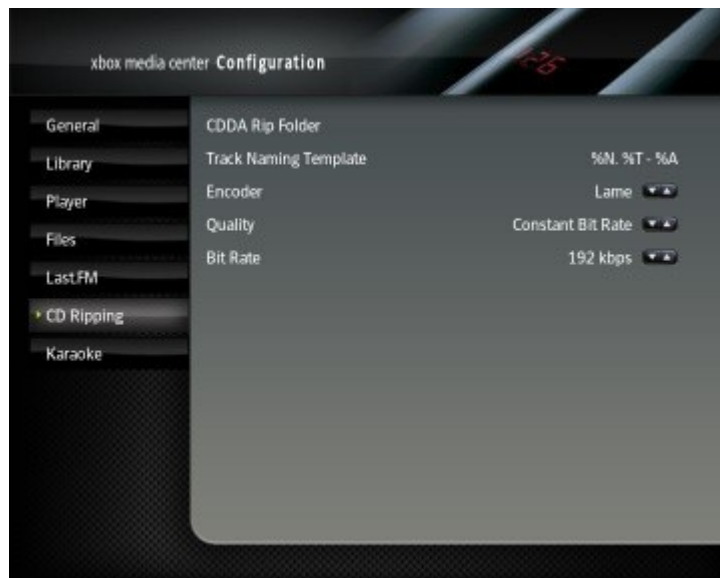 xbox media center Configuration
General
Library
Player
Files
Last.FM
CD Ripping
Karaoke
CDDA Rip Folder
Track Naming Template %N. %T - %A
Encoder Lame
Quality Constant Bit Rate
Bit Rate 192 kbps